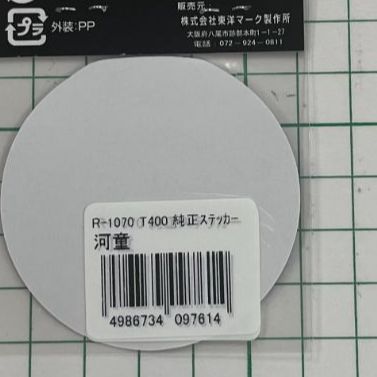 プラ
外装:PP
販売元
株式会社東洋マーク製作所
大阪府八尾市跡部本町1-1-27
電話 072-924-0811
R-1070 T400 純正ステッカー
河童
4986734 097614